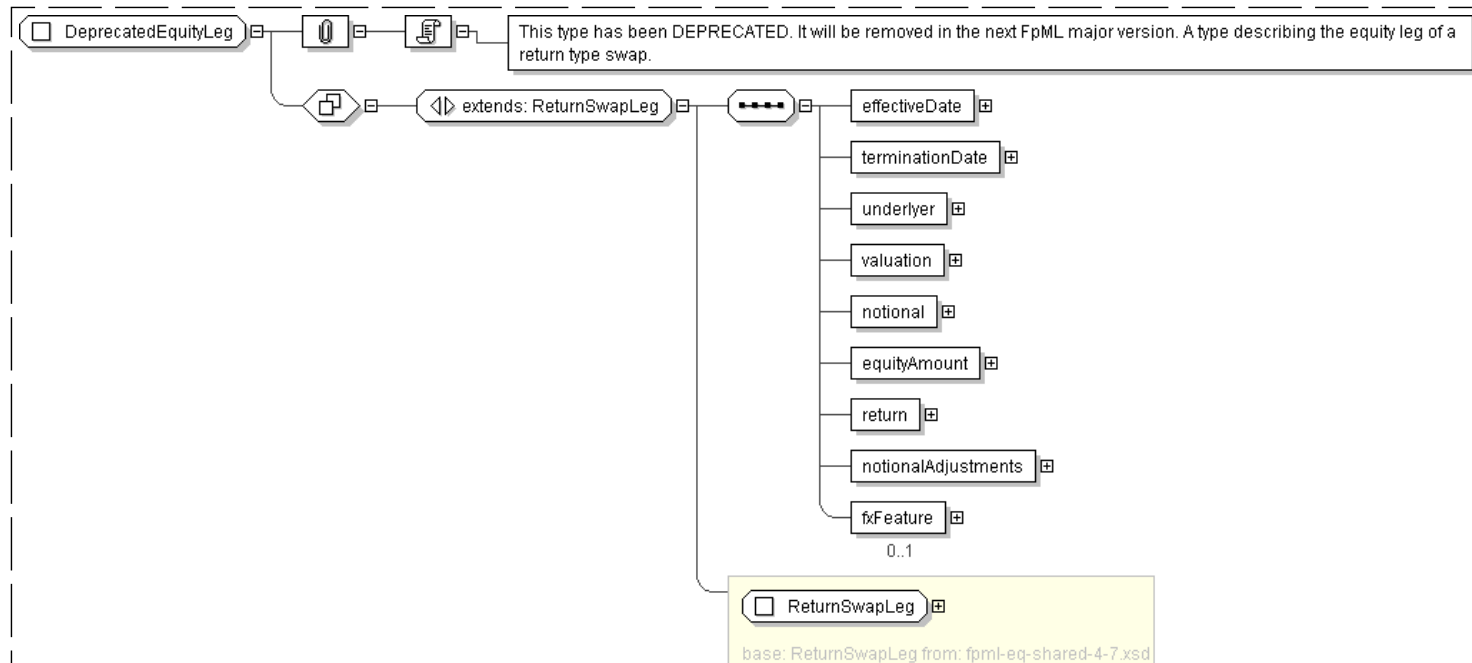 DeprecatedEquityLeg
This type has been DEPRECATED. It will be removed in the next FpML major version. A type describing the equity leg of a
return type swap.
extends: ReturnSwapLeg
effectiveDate
terminationDate
underlyer
valuation
notional
equityAmount
return
notionalAdjustments
fxFeature
0..1
ReturnSwapLeg
base: ReturnSwapLeg from: fpml-eq-shared-4-7.xsd